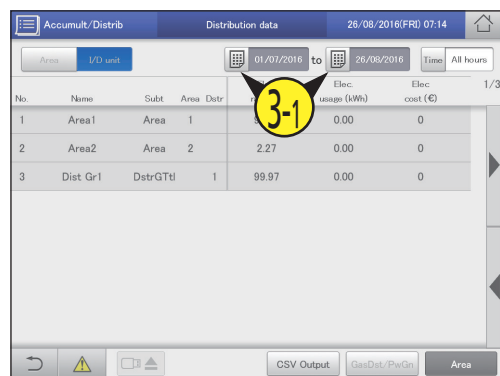 Accumult/Distrib Distribution data 26/08/2016(FRI) 07:14
Area I/D unit 01/07/2016 to 26/08/2016 Time All hours
Elec. Elec 1/3
No. Name Subt Area Dstr usage (kWh) cost (€)
3-1
1 Area1 Area 1 0.00 0
2 Area2 Area 2 2.27 0.00 0
3 Dist Gr1 DstrGTtl 1 99.97 0.00 0
CSV Output GasDst/PwGn Area